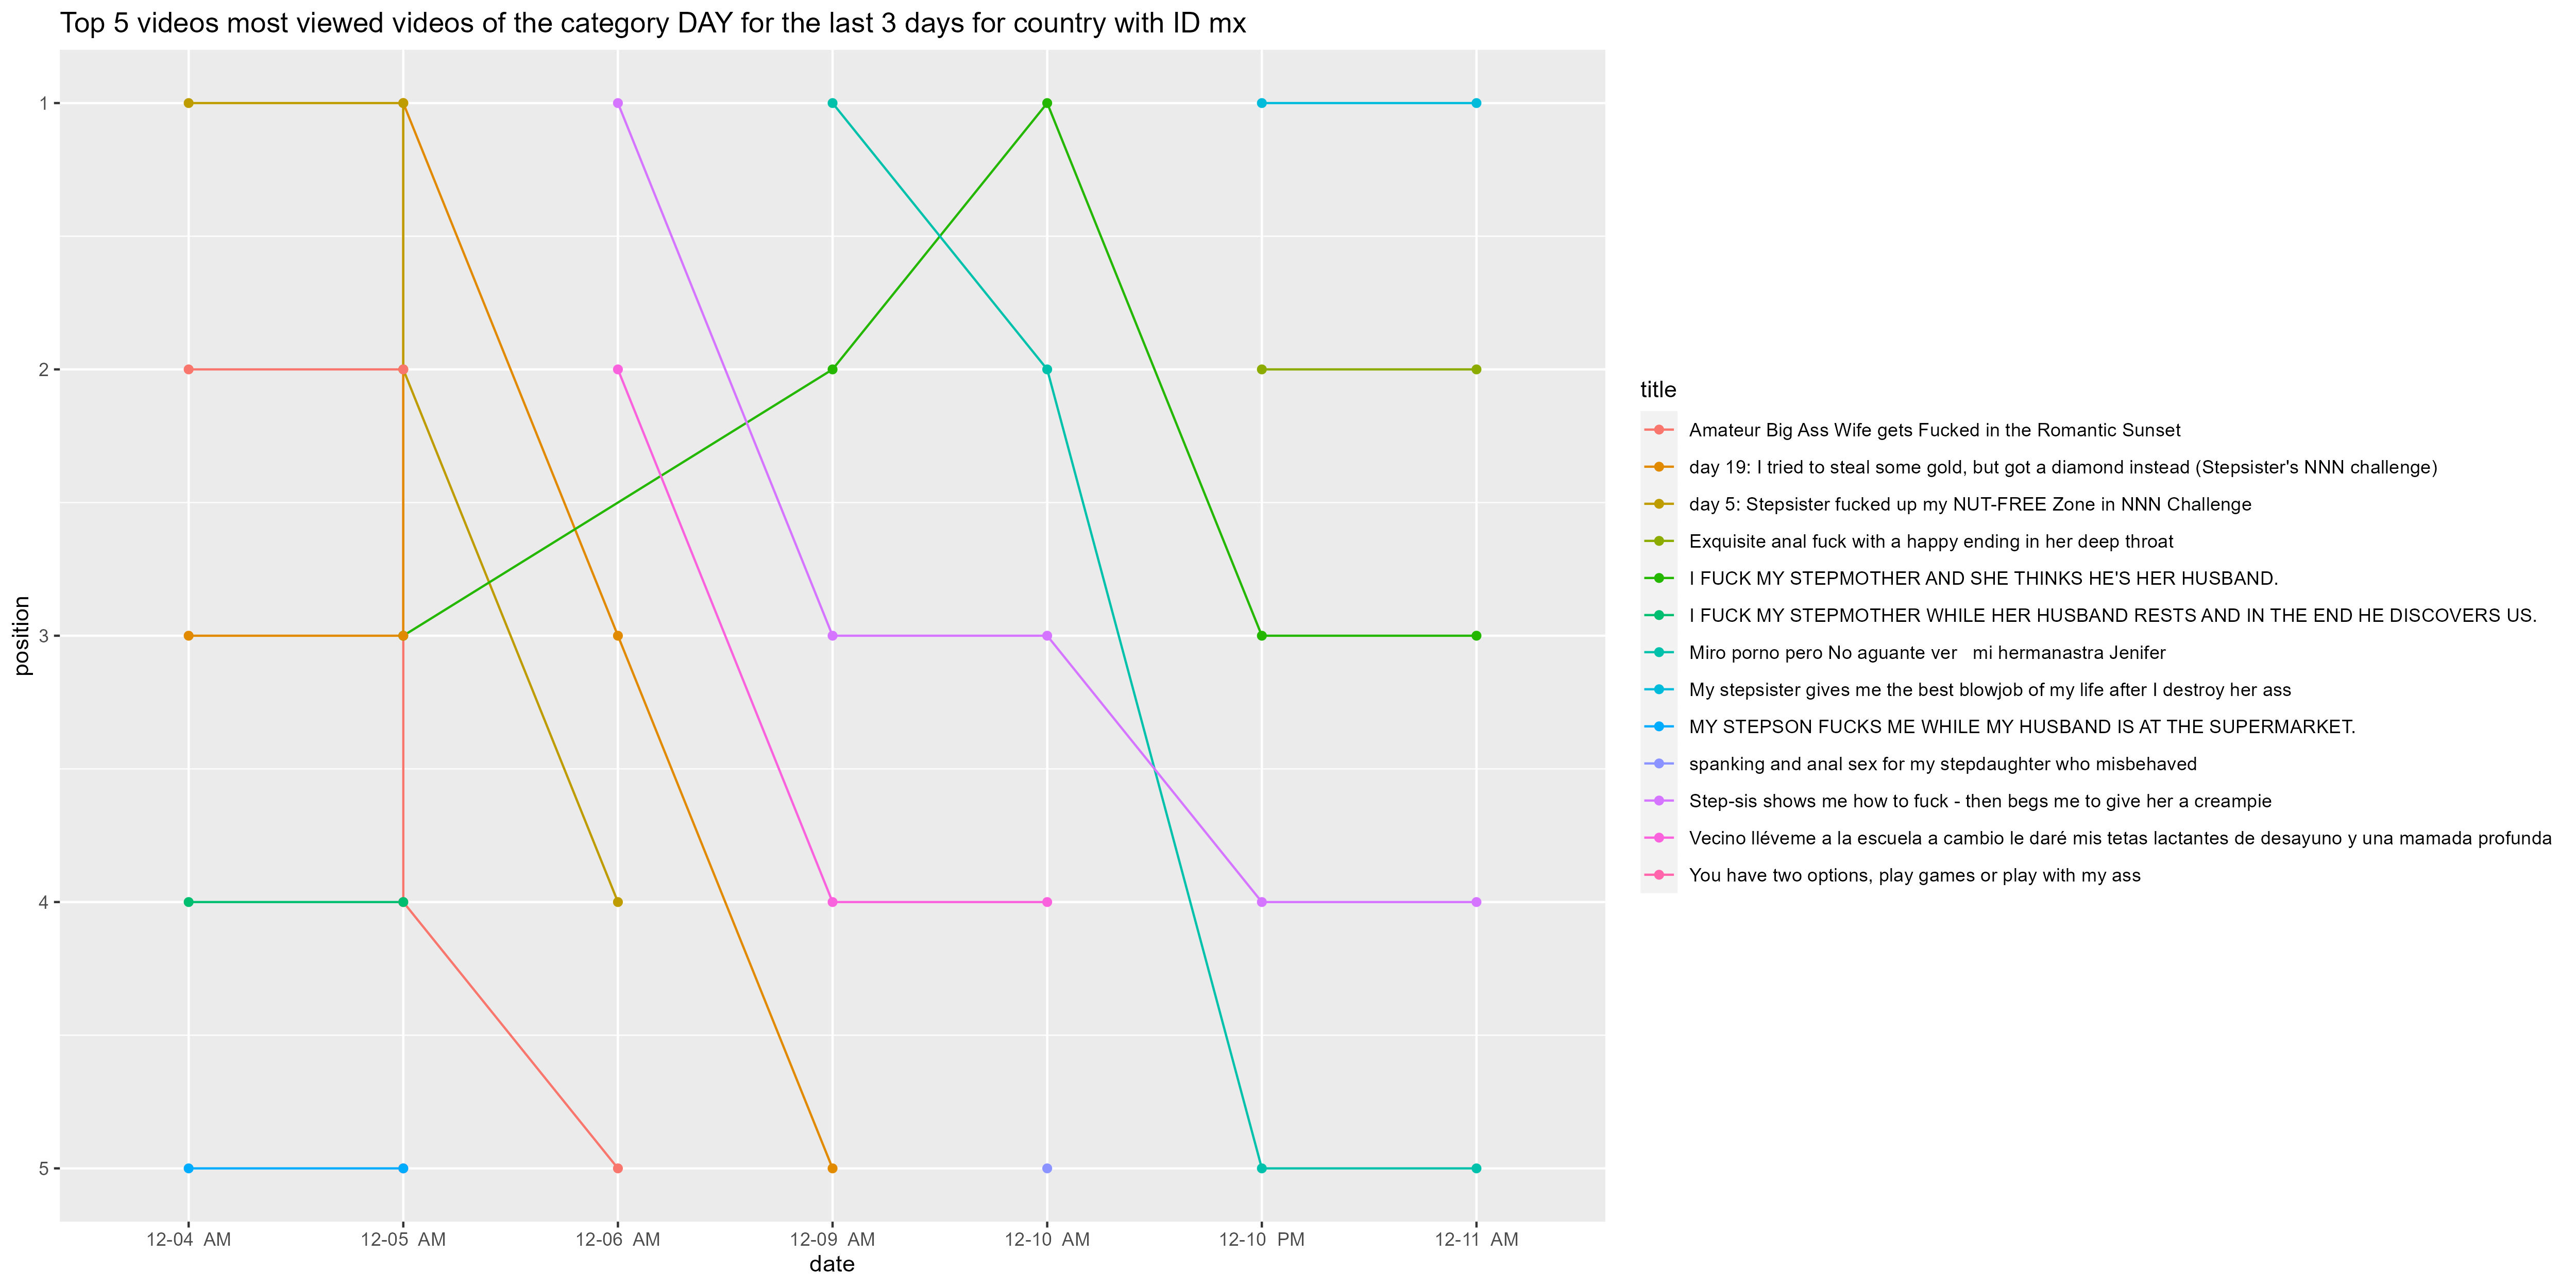 Top 5 videos most viewed videos of the category DAY for the last 3 days for country with ID mx
position
1
2
3
4
5
12-04 AM
12-05 AM
12-06 AM
12-09 AM
12-10 AM
12-10 PM
12-11 AM
date
title
Amateur Big Ass Wife gets Fucked in the Romantic Sunset
day 19: I tried to steal some gold, but got a diamond instead (Stepsister's NNN challenge)
day 5: Stepsister fucked up my NUT-FREE Zone in NNN Challenge
Exquisite anal fuck with a happy ending in her deep throat
I FUCK MY STEPMOTHER AND SHE THINKS HE'S HER HUSBAND.
I FUCK MY STEPMOTHER WHILE HER HUSBAND RESTS AND IN THE END HE DISCOVERS US.
Miro porno pero No aguante ver   mi hermanastra Jenifer
My stepsister gives me the best blowjob of my life after I destroy her ass
MY STEPSON FUCKS ME WHILE MY HUSBAND IS AT THE SUPERMARKET.
spanking and anal sex for my stepdaughter who misbehaved
Step-sis shows me how to fuck - then begs me to give her a creampie
Vecino lléveme a la escuela a cambio le daré mis tetas lactantes de desayuno y una mamada profunda
You have two options, play games or play with my ass